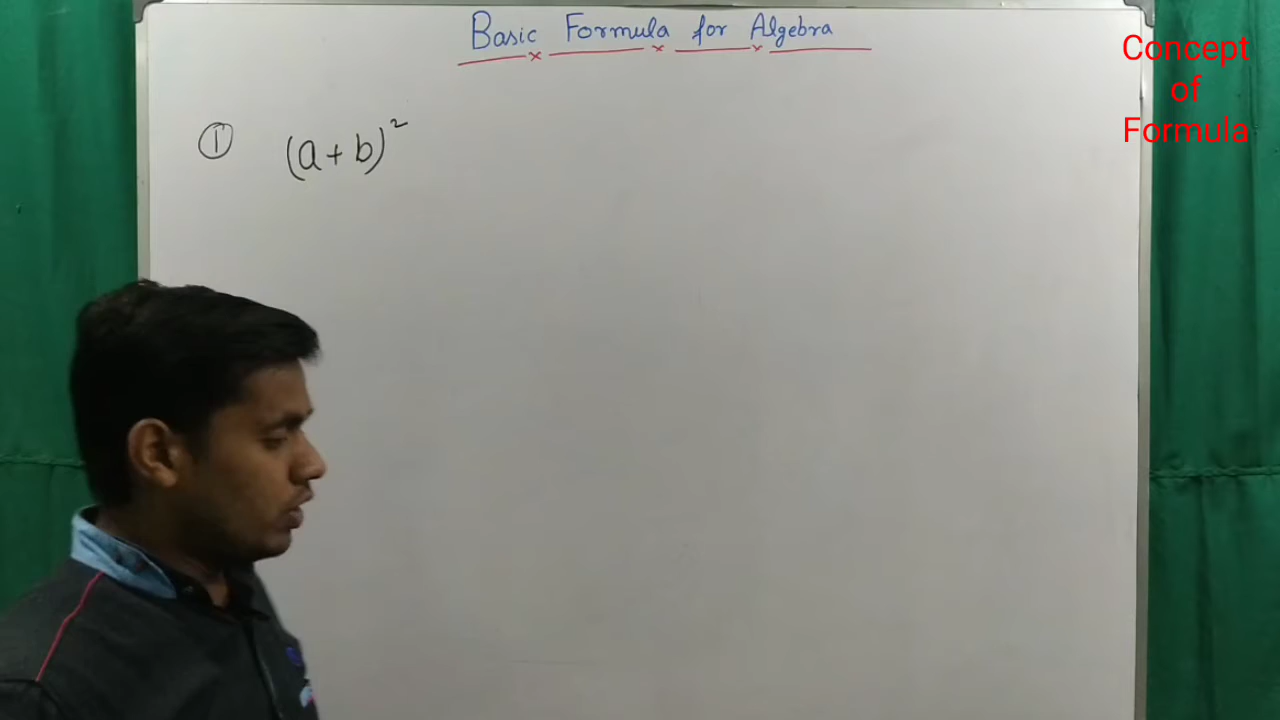 Basic Formula for Algebra
Concept
of
Formula
① (a+b)²